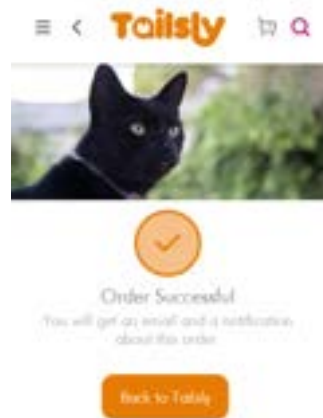 Tailsly
Order Successful
You will get an email and a notification
about this order
Back to Tailsly